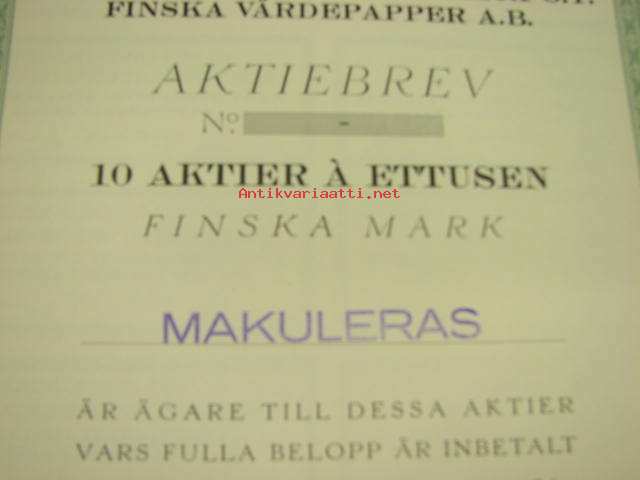 FINSKA VÄRDEPAPPER A.B.
AKTIEBREV
No. -
10 AKTIER À ETTUSEN
Antikvariaatti.net
FINSKA MARK
MAKULERAS
ÄR ÄGARE TILL DESSA AKTIER
VARS FULLA BELOPP ÄR INBETALT